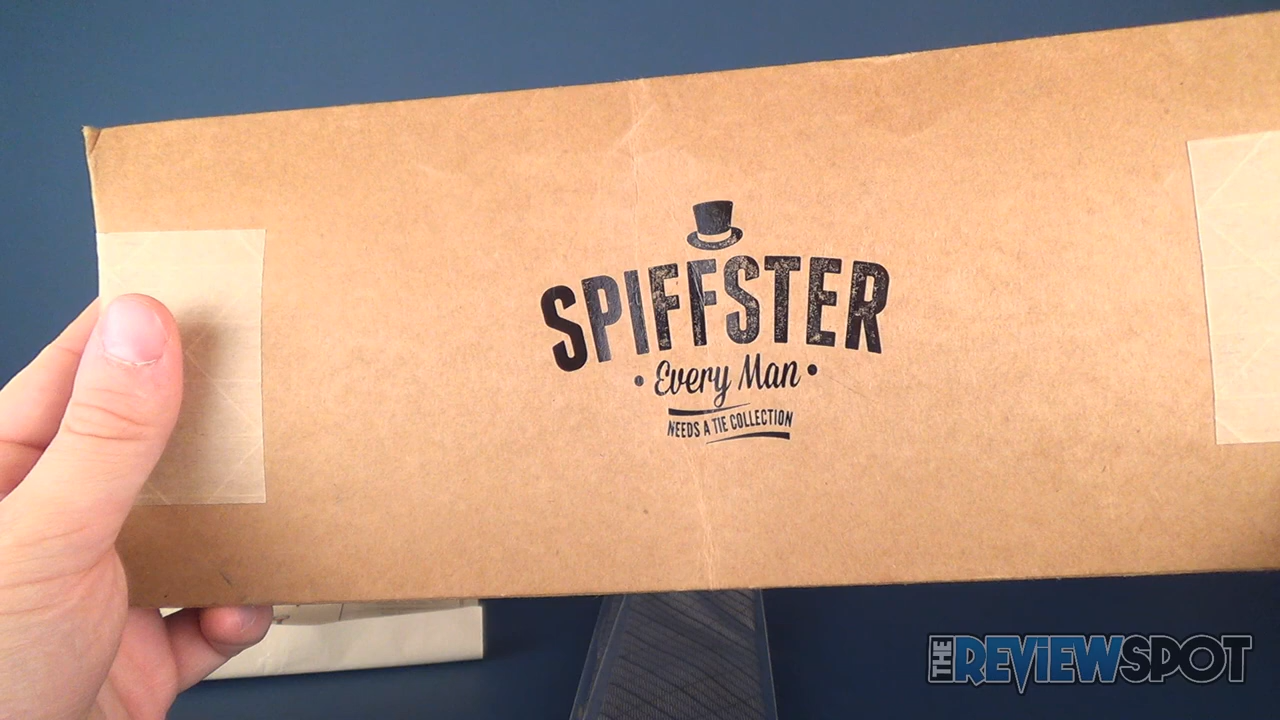 SPIFFSTER
• Every Man •
NEEDS A TIE COLLECTION
THE REVIEWSPOT